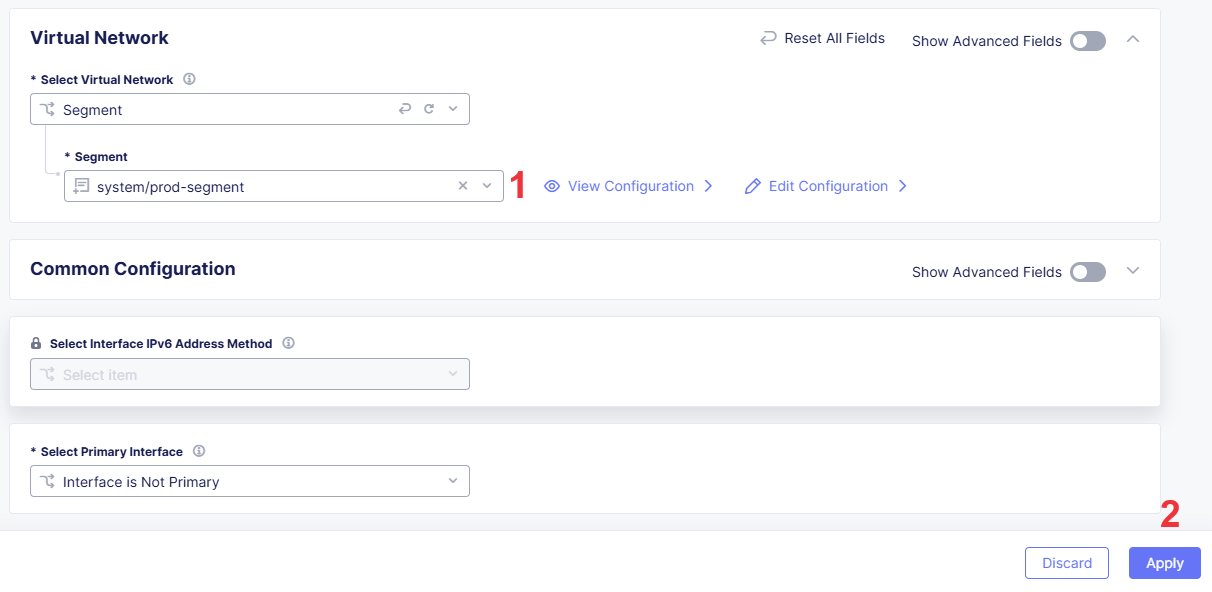 Virtual Network
Reset All Fields
Show Advanced Fields
* Select Virtual Network
Segment
* Segment
system/prod-segment
1
View Configuration
Edit Configuration
Common Configuration
Show Advanced Fields
Select Interface IPv6 Address Method
Select item
* Select Primary Interface
Interface is Not Primary
2
Discard
Apply